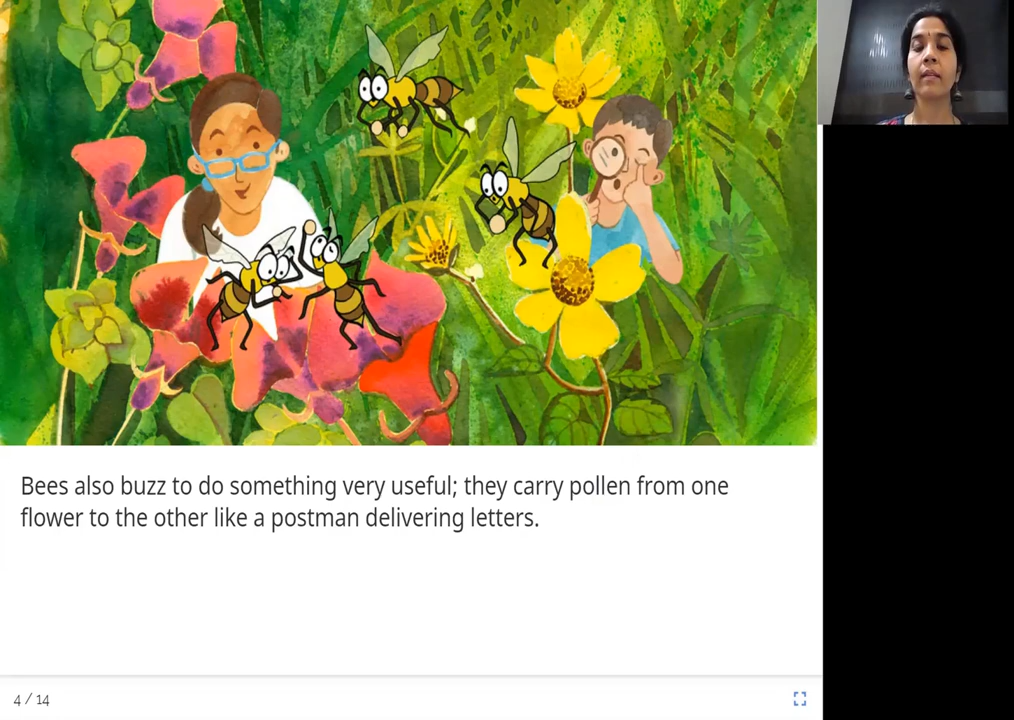 Bees also buzz to do something very useful; they carry pollen from one
flower to the other like a postman delivering letters.
4 / 14